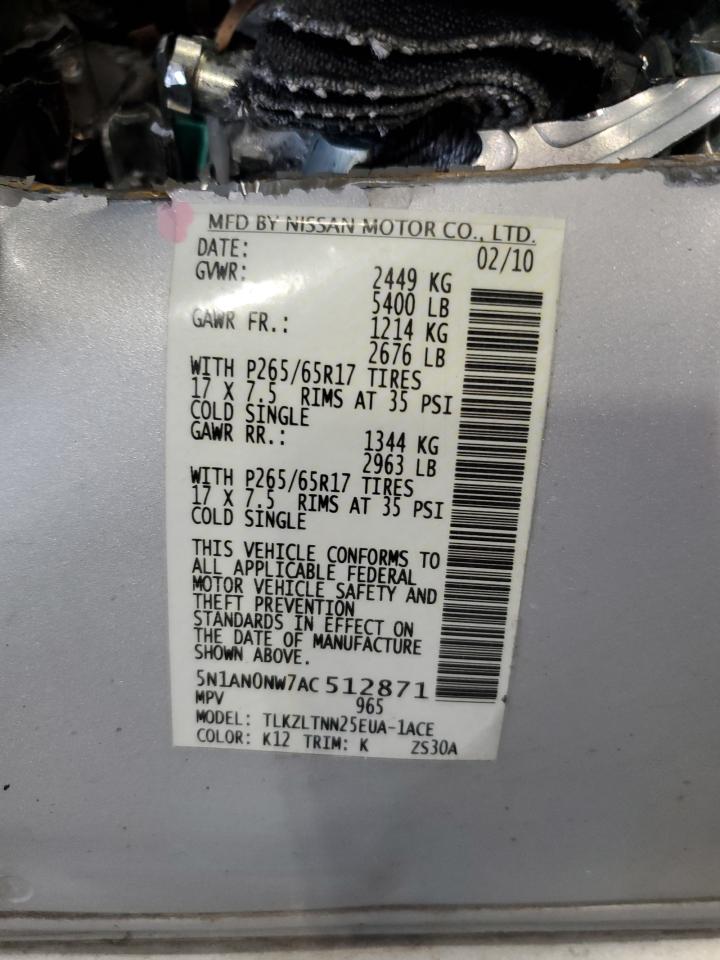 MFD BY NISSAN MOTOR CO., LTD.
DATE: 02/10
GVWR: 2449 KG
5400 LB
GAWR FR.: 1214 KG
2676 LB
WITH P265/65R17 TIRES
17 X 7.5 RIMS AT 35 PSI
COLD SINGLE
GAWR RR.: 1344 KG
2963 LB
WITH P265/65R17 TIRES
17 X 7.5 RIMS AT 35 PSI
COLD SINGLE
THIS VEHICLE CONFORMS TO
ALL APPLICABLE FEDERAL
MOTOR VEHICLE SAFETY AND
THEFT PREVENTION
STANDARDS IN EFFECT ON
THE DATE OF MANUFACTURE
SHOWN ABOVE.
5N1AN0NW7AC512871
MPV 965
MODEL: TLKZLTNN25EUA-1ACE
COLOR: K12 TRIM: K ZS30A